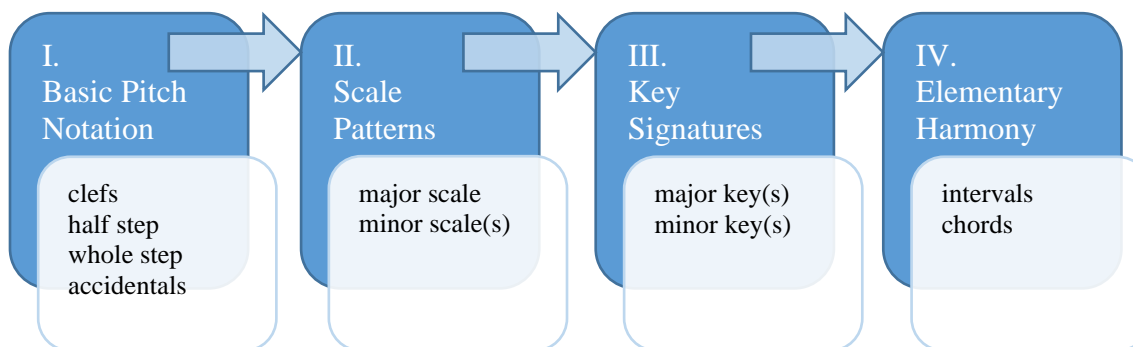 I.
Basic Pitch
Notation
clefs
half step
whole step
accidentals
II.
Scale
Patterns
major scale
minor scale(s)
III.
Key
Signatures
major key(s)
minor key(s)
IV.
Elementary
Harmony
intervals
chords